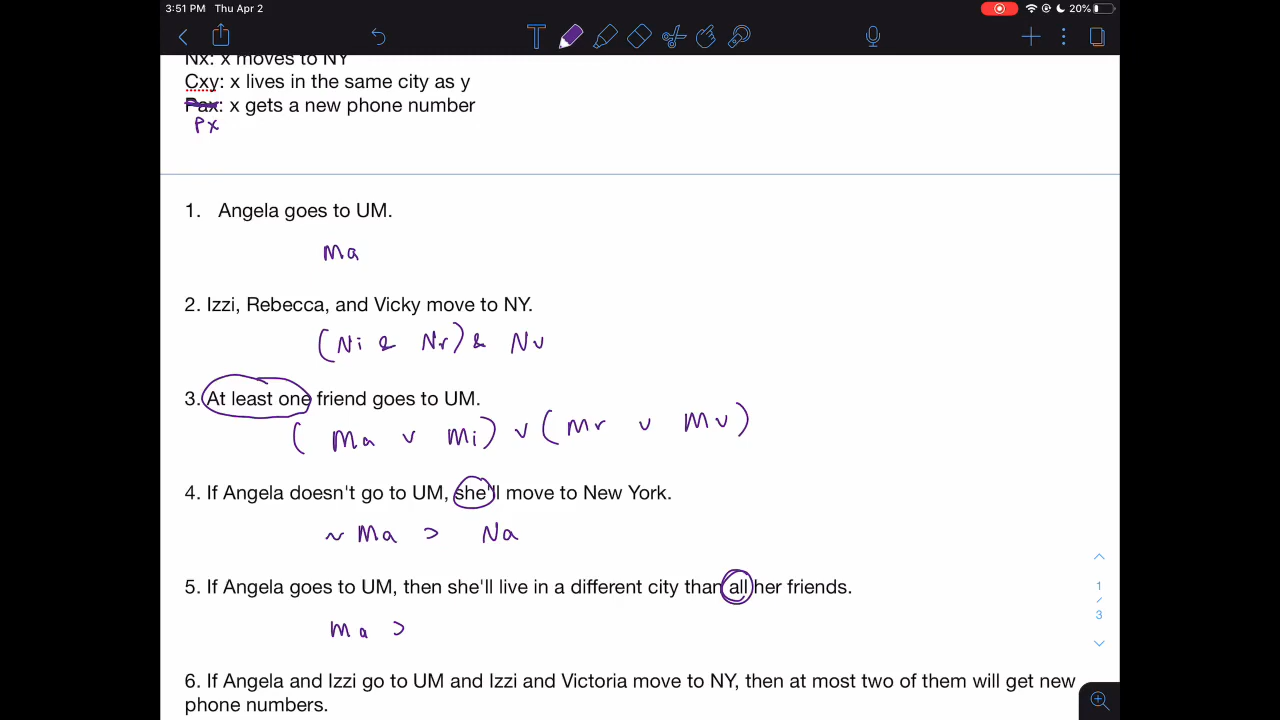 3:51 PM Thu Apr 2 20%
Nx: x moves to NY
Cxy: x lives in the same city as y
Pax: x gets a new phone number
Px
1. Angela goes to UM.
Ma
2. Izzi, Rebecca, and Vicky move to NY.
(Ni & Nr) & Nv
3. At least one friend goes to UM.
(Ma v Mi) v (Mr v Mv)
4. If Angela doesn't go to UM, she'll move to New York.
~ Ma > Na
5. If Angela goes to UM, then she'll live in a different city than all her friends.
Ma >
6. If Angela and Izzi go to UM and Izzi and Victoria move to NY, then at most two of them will get new
phone numbers.
1
/
3